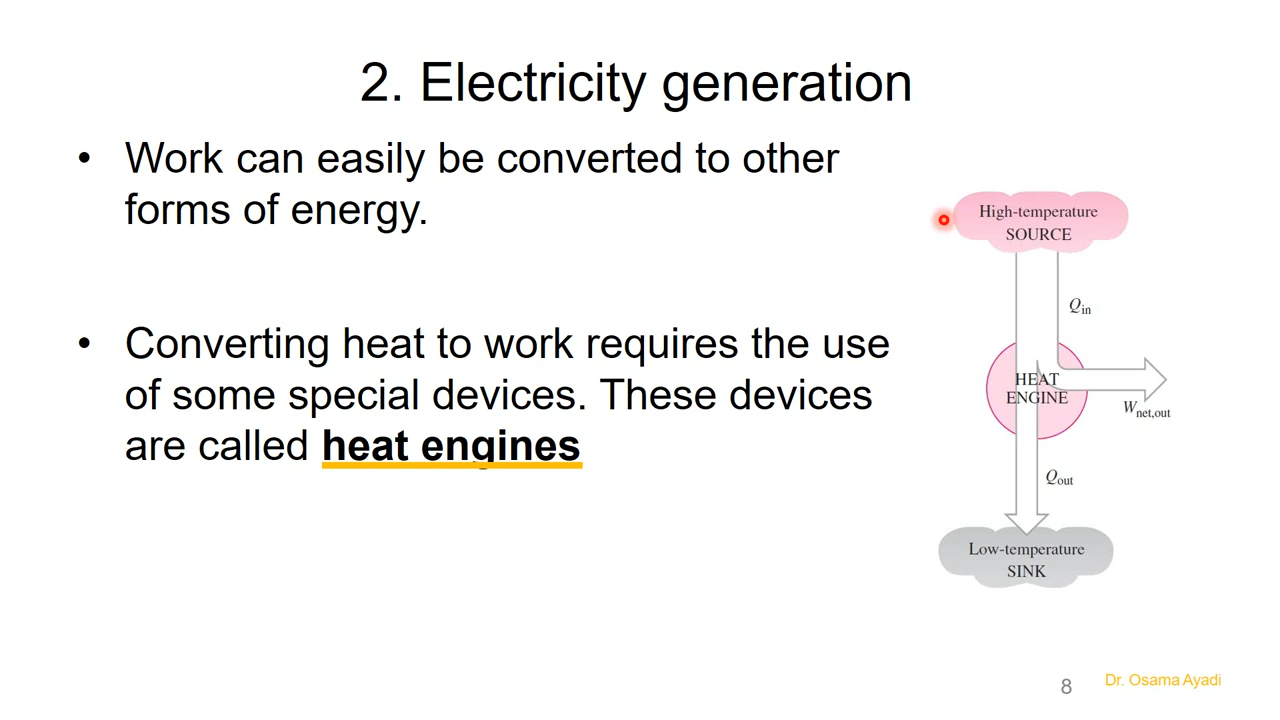 2. Electricity generation
• Work can easily be converted to other
forms of energy.
• Converting heat to work requires the use
of some special devices. These devices
are called heat engines
High-temperature
SOURCE
Qin
HEAT
ENGINE
Wnet,out
Qout
Low-temperature
SINK
8
Dr. Osama Ayadi